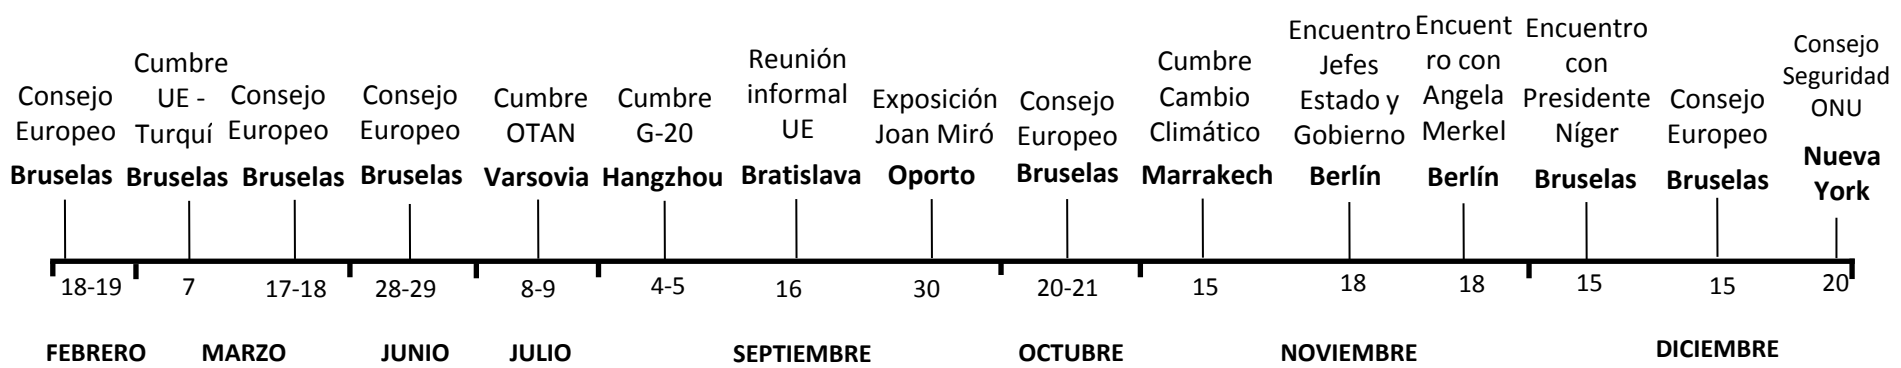 Consejo
Europeo
Bruselas
Cumbre
UE -
Turquí
Bruselas
Consejo
Europeo
Bruselas
Consejo
Europeo
Bruselas
Cumbre
OTAN
Varsovia
Cumbre
G-20
Hangzhou
Reunión
informal
UE
Bratislava
Exposición
Joan Miró
Oporto
Consejo
Europeo
Bruselas
Cumbre
Cambio
Climático
Marrakech
Encuentro
Jefes
Estado y
Gobierno
Berlín
Encuent
ro con
Angela
Merkel
Berlín
Encuentro
con
Presidente
Níger
Bruselas
Consejo
Europeo
Bruselas
Consejo
Seguridad
ONU
Nueva
York
18-19 7 17-18 28-29 8-9 4-5 16 30 20-21 15 18 18 15 15 20
FEBRERO MARZO JUNIO JULIO SEPTIEMBRE OCTUBRE NOVIEMBRE DICIEMBRE